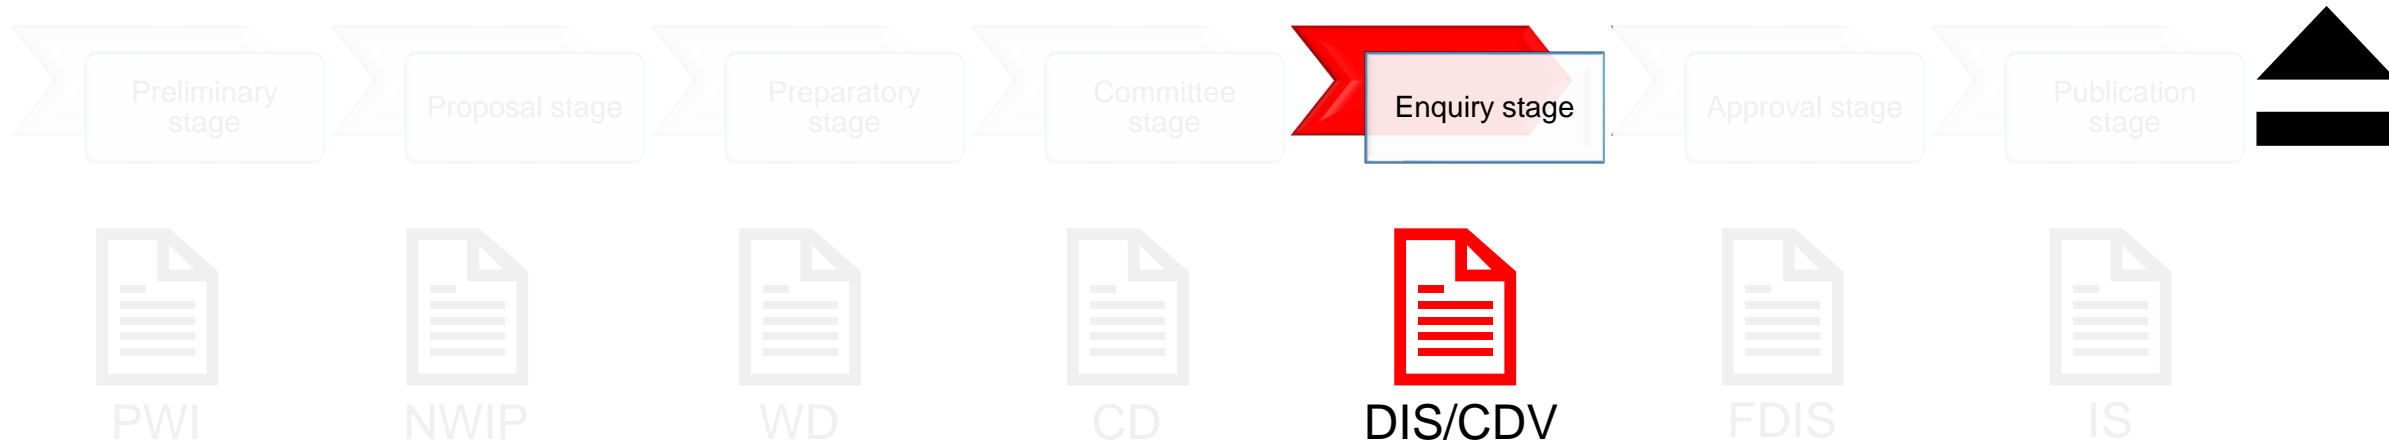 Preliminary
stage
Proposal stage
Preparatory
stage
Committee
stage
Enquiry stage
Approval stage
Publication
stage
PWI
NWIP
WD
CD
DIS/CDV
FDIS
IS